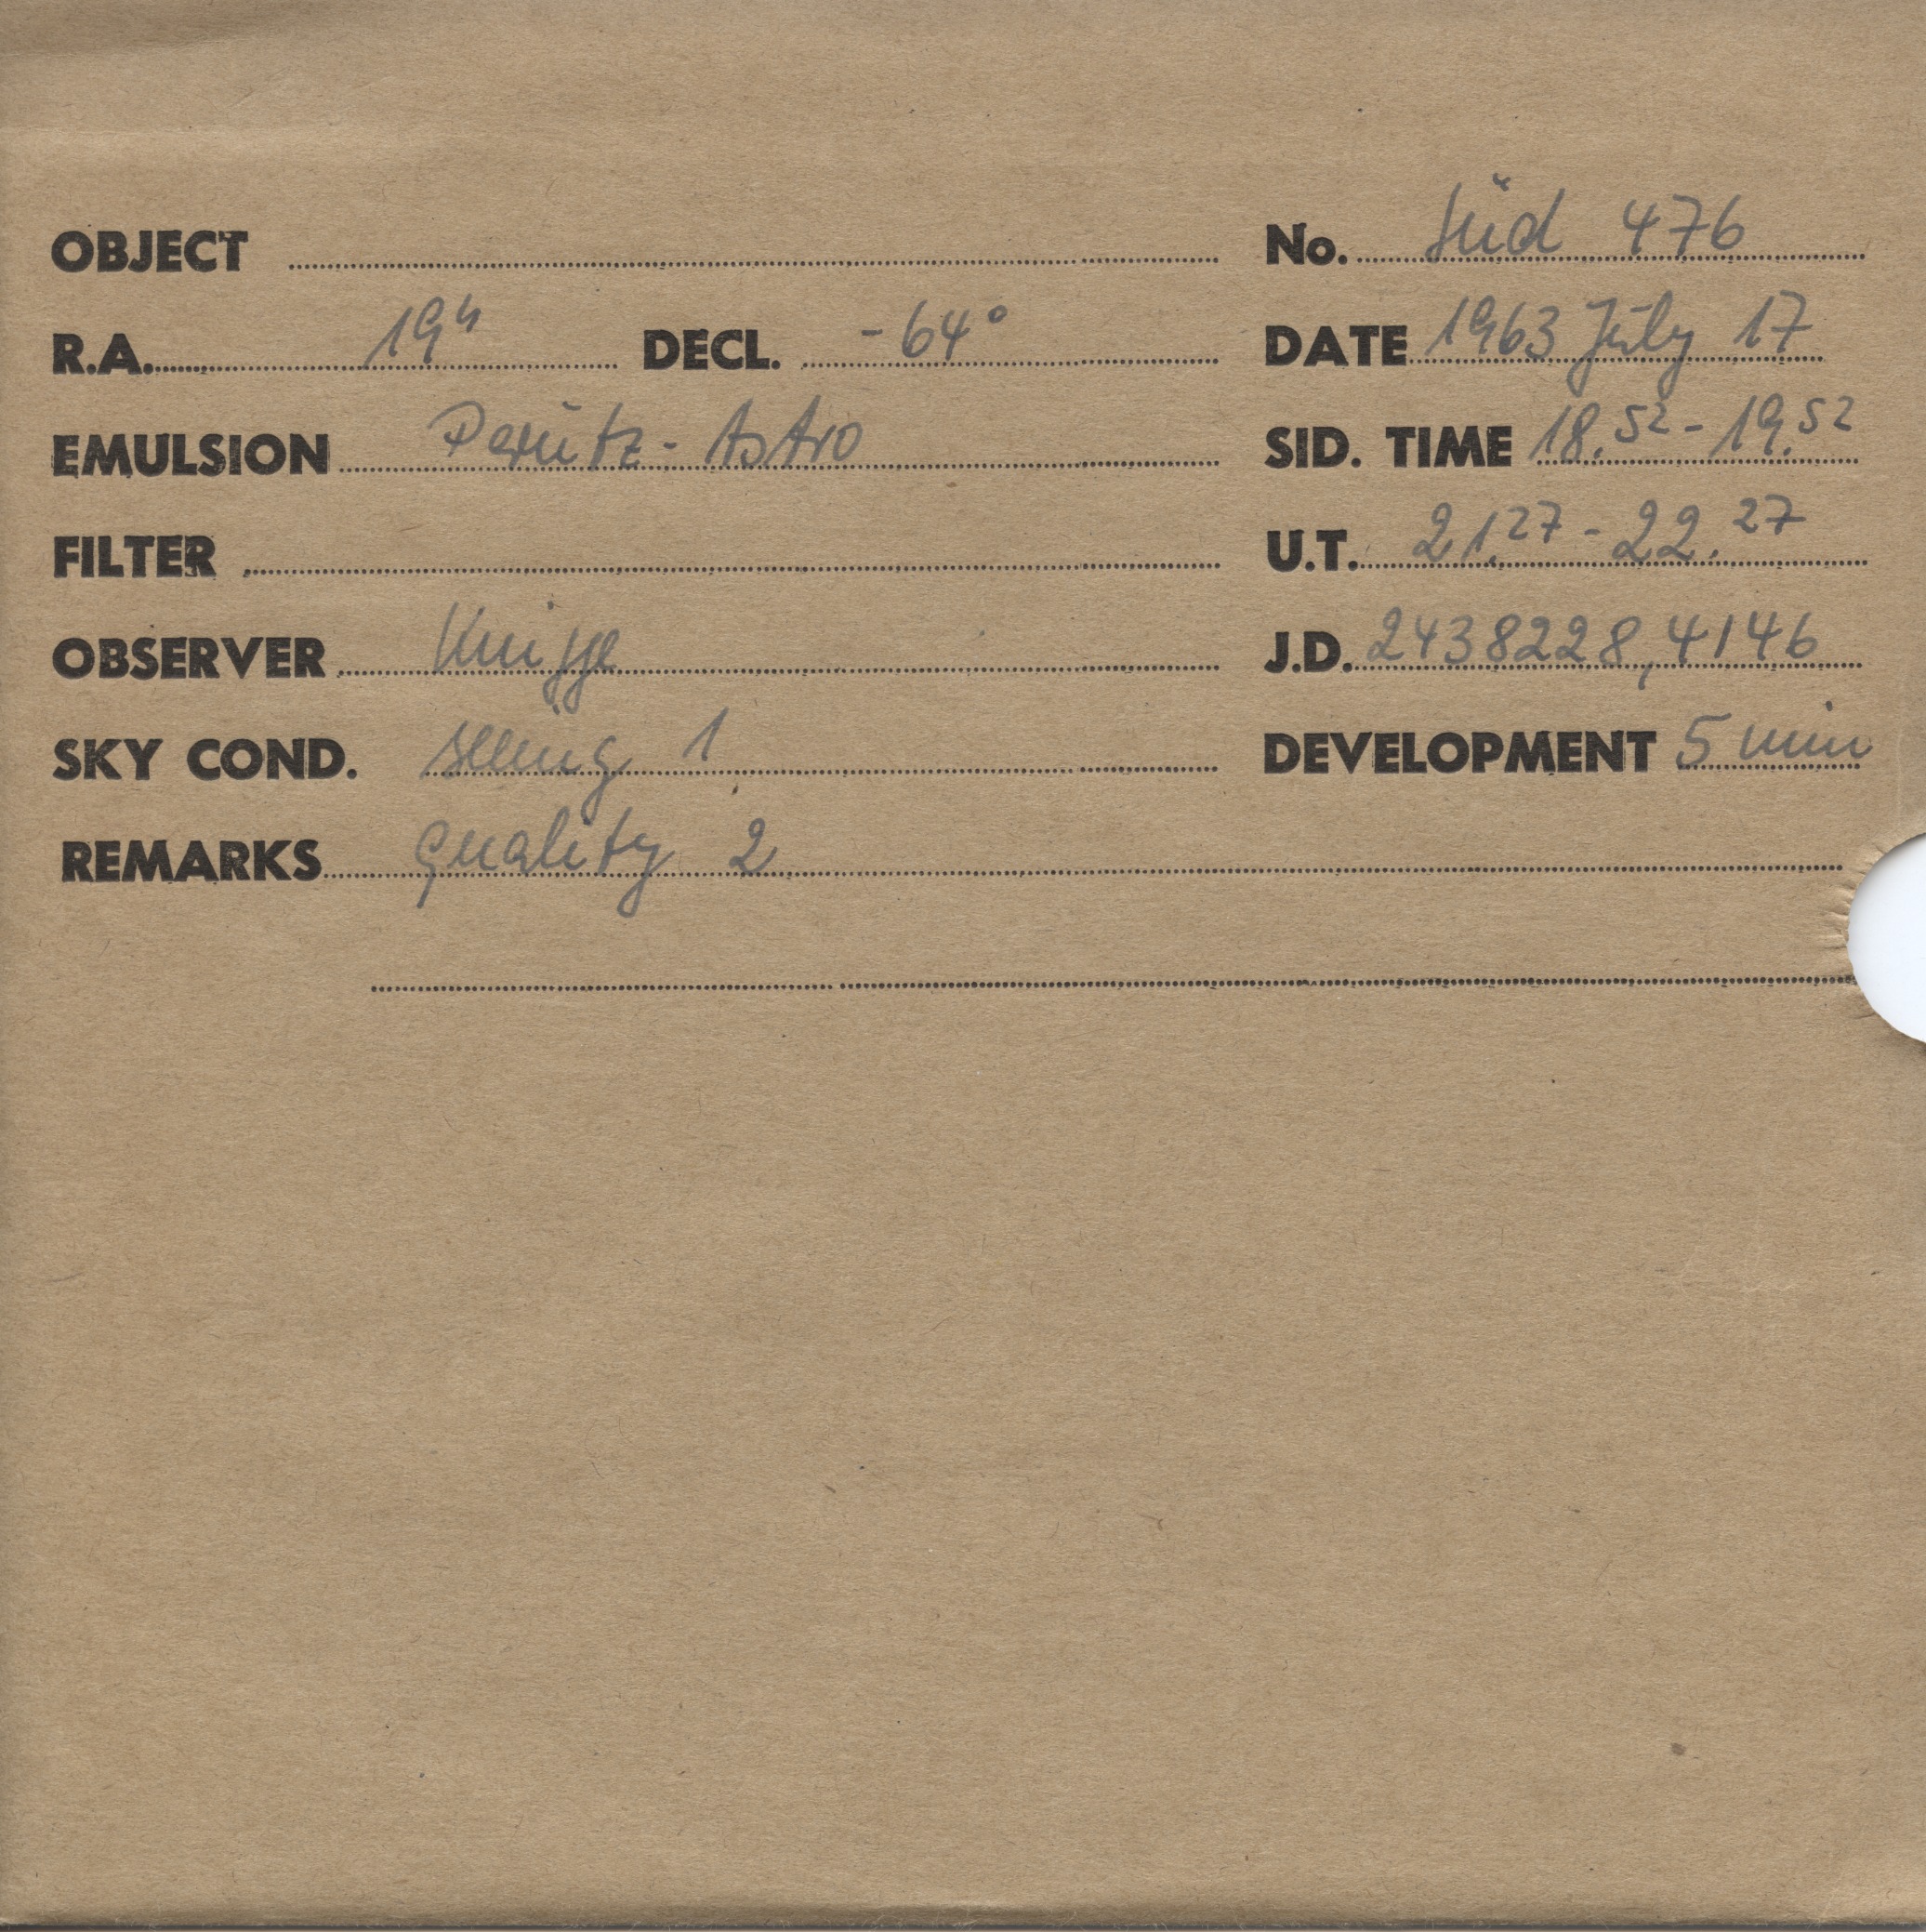 OBJECT No. Süd 476
R.A. 19ʰ DECL. -64° DATE 1963 July 17
EMULSION Perutz-Astro SID. TIME 18.52-19.52
FILTER U.T. 21.27-22.27
OBSERVER Knigge J.D. 2438228,4146
SKY COND. seeing 1 DEVELOPMENT 5 min
REMARKS quality 2